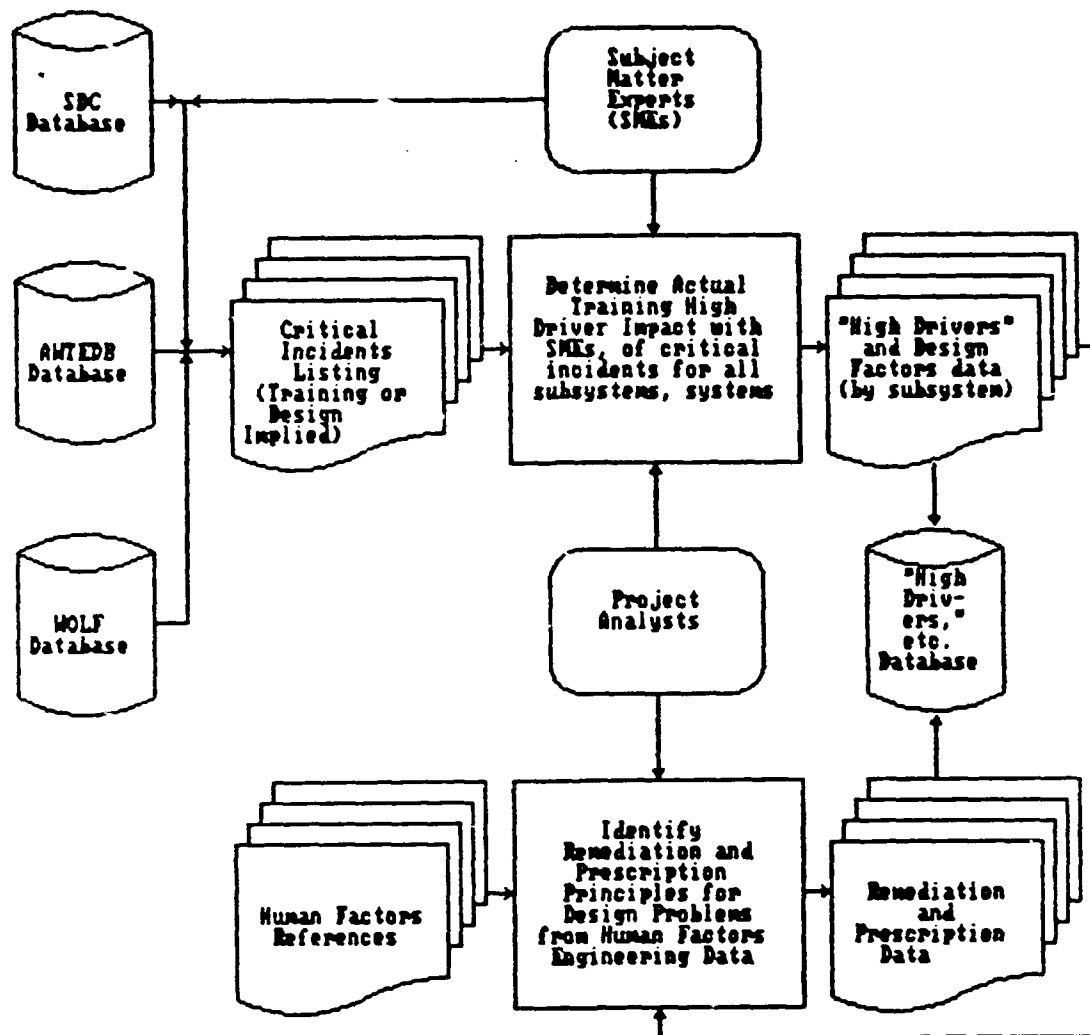 SDC
Database
Subject
Matter
Experts
(SMEs)
AWTEDB
Database
Critical
Incidents
Listing
(Training or
Design
Implied)
Determine Actual
Training High
Driver Impact with
SMEs, of critical
incidents for all
subsystems, systems
"High Drivers"
and Design
Factors data
(by subsystem)
WOLF
Database
Project
Analysts
"High
Driv-
ers,"
etc.
Database
Human Factors
References
Identify
Remediation and
Prescription
Principles for
Design Problems
from Human Factors
Engineering Data
Remediation
and
Prescription
Data